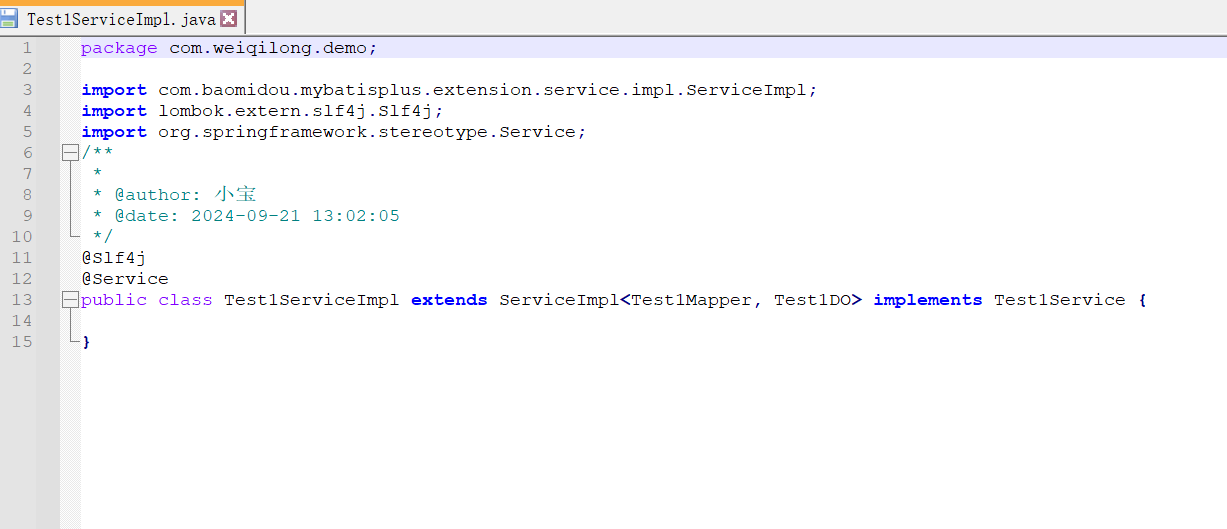 Test1ServiceImpl.java
1 package com.weiqilong.demo;
2
3 import com.baomidou.mybatisplus.extension.service.impl.ServiceImpl;
4 import lombok.extern.slf4j.Slf4j;
5 import org.springframework.stereotype.Service;
6 /**
7  *
8  * @author: 小宝
9  * @date: 2024-09-21 13:02:05
10  */
11 @Slf4j
12 @Service
13 public class Test1ServiceImpl extends ServiceImpl<Test1Mapper, Test1DO> implements Test1Service {
14
15 }